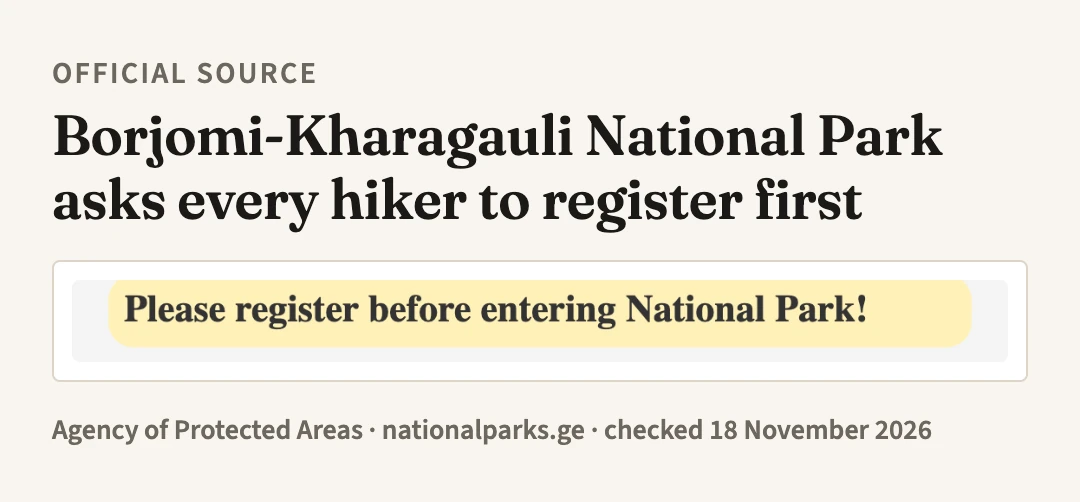 OFFICIAL SOURCE
Borjomi-Kharagauli National Park
asks every hiker to register first
Please register before entering National Park!
Agency of Protected Areas · nationalparks.ge · checked 18 November 2026